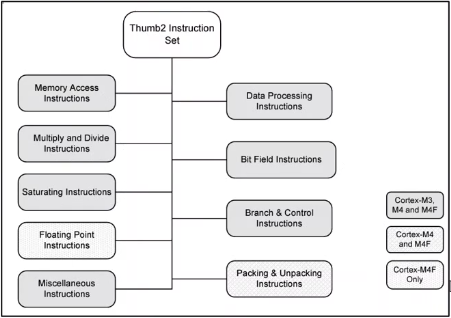 Thumb2 Instruction
Set
Memory Access
Instructions
Data Processing
Instructions
Multiply and Divide
Instructions
Bit Field Instructions
Saturating Instructions
Branch & Control
Instructions
Floating Point
Instructions
Packing & Unpacking
Instructions
Miscellaneous
Instructions
Cortex-M3,
M4 and M4F
Cortex-M4
and M4F
Cortex-M4F
Only